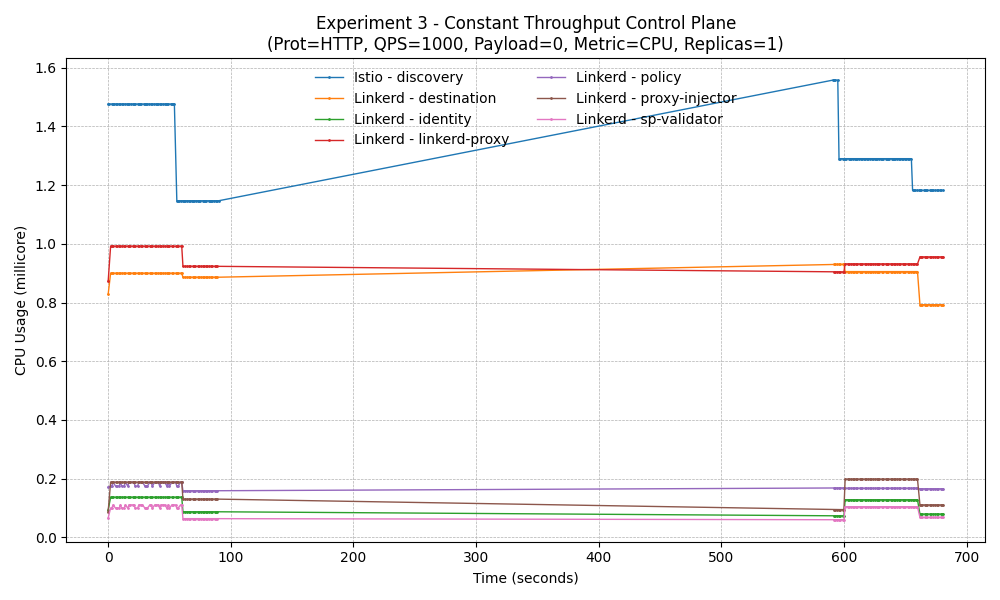 Experiment 3 - Constant Throughput Control Plane
(Prot=HTTP, QPS=1000, Payload=0, Metric=CPU, Replicas=1)
Istio - discovery
Linkerd - destination
Linkerd - identity
Linkerd - linkerd-proxy
Linkerd - policy
Linkerd - proxy-injector
Linkerd - sp-validator
CPU Usage (millicore)
1.6
1.4
1.2
1.0
0.8
0.6
0.4
0.2
0.0
0 100 200 300 400 500 600 700
Time (seconds)